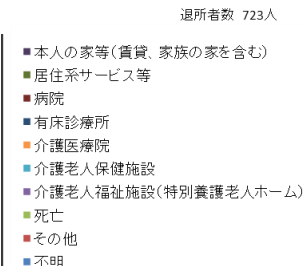 退所者数 723人
本人の家等(賃貸、家族の家を含む)
居住系サービス等
病院
有床診療所
介護医療院
介護老人保健施設
介護老人福祉施設(特別養護老人ホーム)
死亡
その他
不明